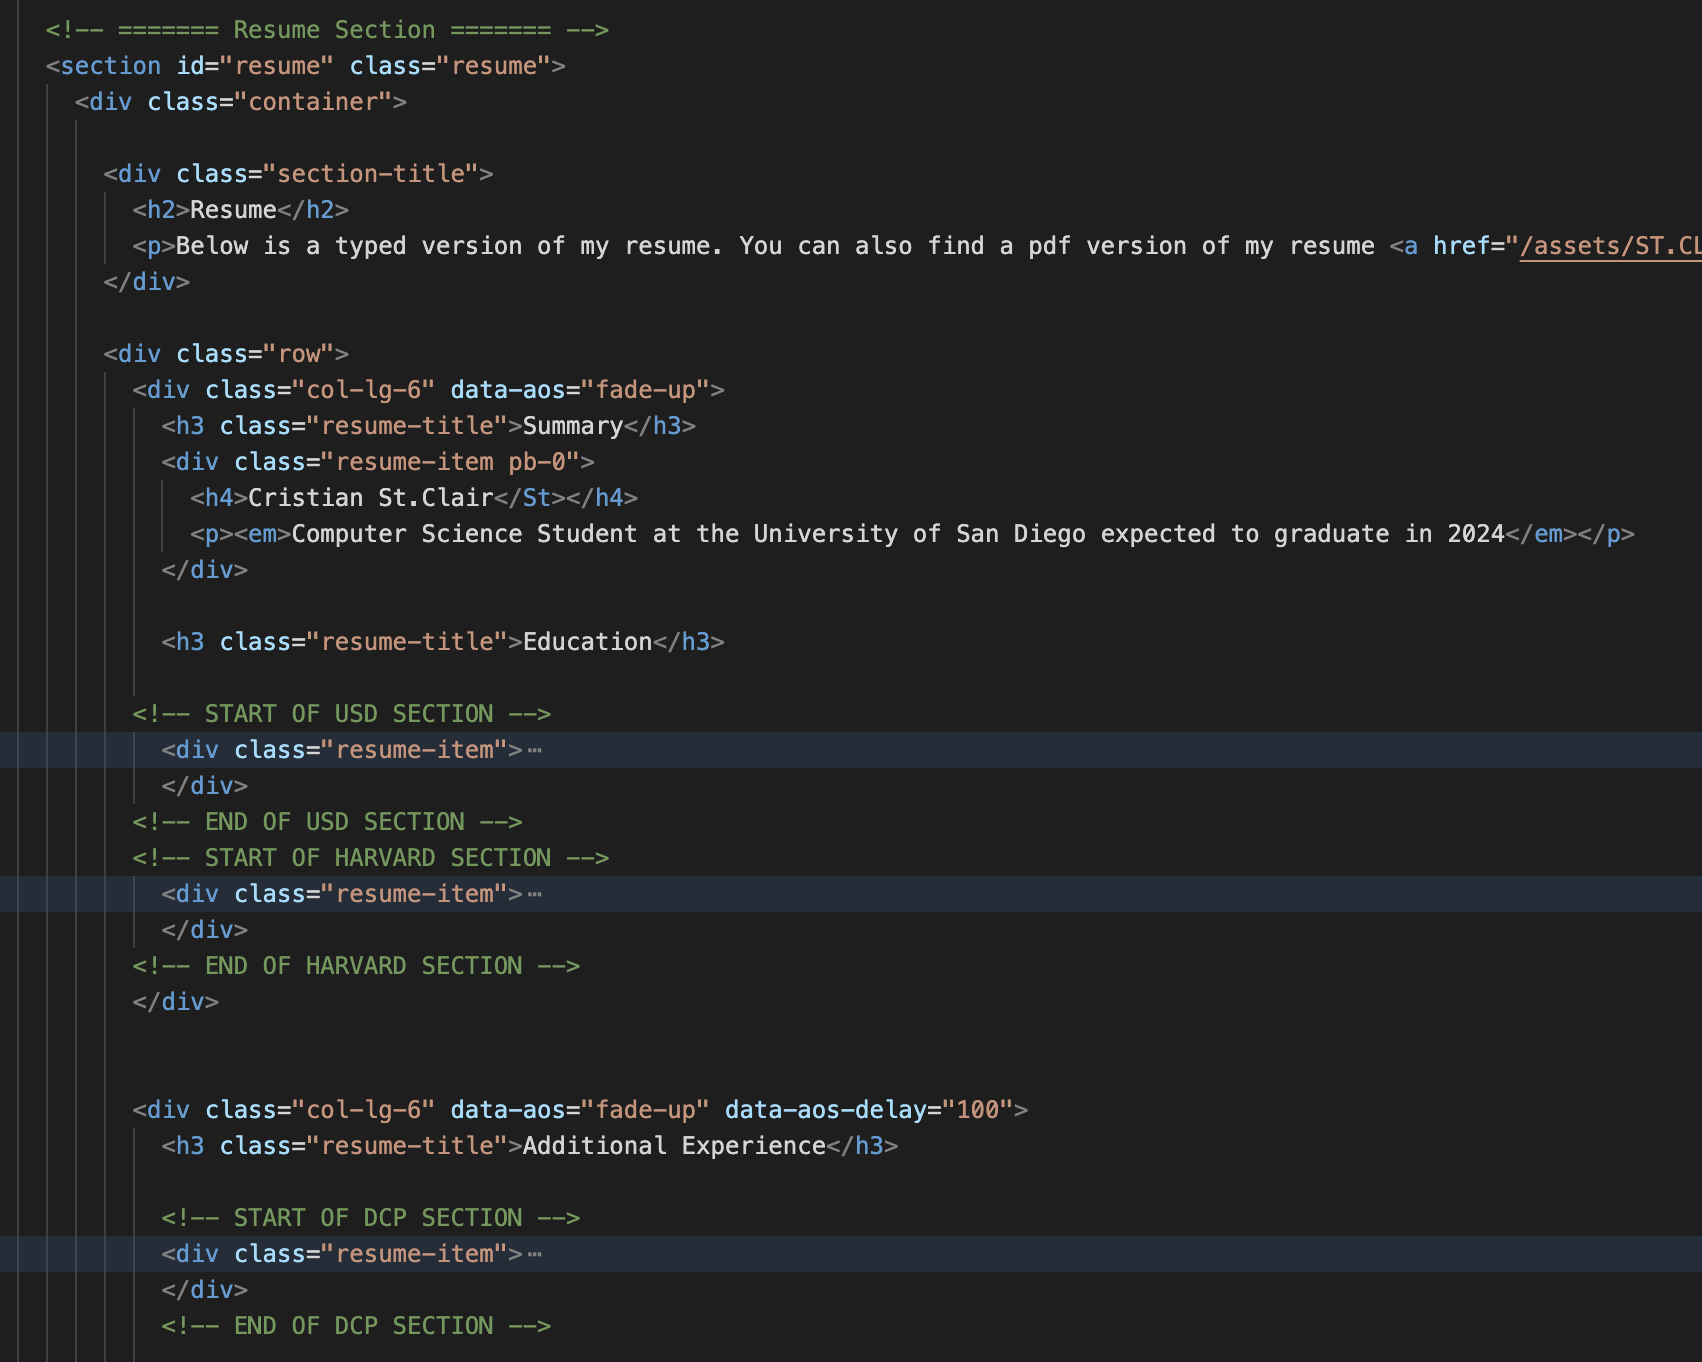 <!-- ======= Resume Section ======= -->
<section id="resume" class="resume">
<div class="container">
<div class="section-title">
<h2>Resume</h2>
<p>Below is a typed version of my resume. You can also find a pdf version of my resume <a href="/assets/ST.CL
</div>
<div class="row">
<div class="col-lg-6" data-aos="fade-up">
<h3 class="resume-title">Summary</h3>
<div class="resume-item pb-0">
<h4>Cristian St.Clair</St></h4>
<p><em>Computer Science Student at the University of San Diego expected to graduate in 2024</em></p>
</div>
<h3 class="resume-title">Education</h3>
<!-- START OF USD SECTION -->
<div class="resume-item">⋯
</div>
<!-- END OF USD SECTION -->
<!-- START OF HARVARD SECTION -->
<div class="resume-item">⋯
</div>
<!-- END OF HARVARD SECTION -->
</div>
<div class="col-lg-6" data-aos="fade-up" data-aos-delay="100">
<h3 class="resume-title">Additional Experience</h3>
<!-- START OF DCP SECTION -->
<div class="resume-item">⋯
</div>
<!-- END OF DCP SECTION -->